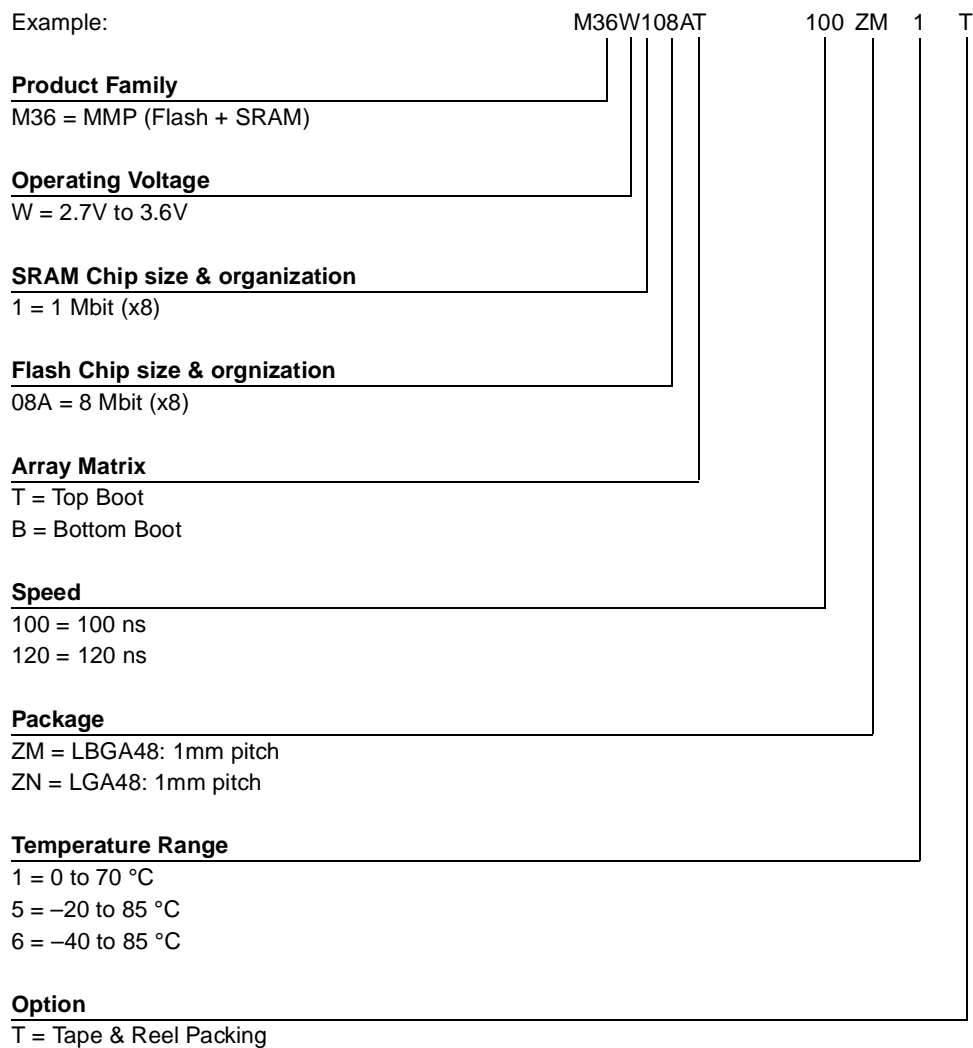 Example: M36W108AT 100 ZM 1 T
Product Family
M36 = MMP (Flash + SRAM)
Operating Voltage
W = 2.7V to 3.6V
SRAM Chip size & organization
1 = 1 Mbit (x8)
Flash Chip size & orgnization
08A = 8 Mbit (x8)
Array Matrix
T = Top Boot
B = Bottom Boot
Speed
100 = 100 ns
120 = 120 ns
Package
ZM = LBGA48: 1mm pitch
ZN = LGA48: 1mm pitch
Temperature Range
1 = 0 to 70 °C
5 = –20 to 85 °C
6 = –40 to 85 °C
Option
T = Tape & Reel Packing